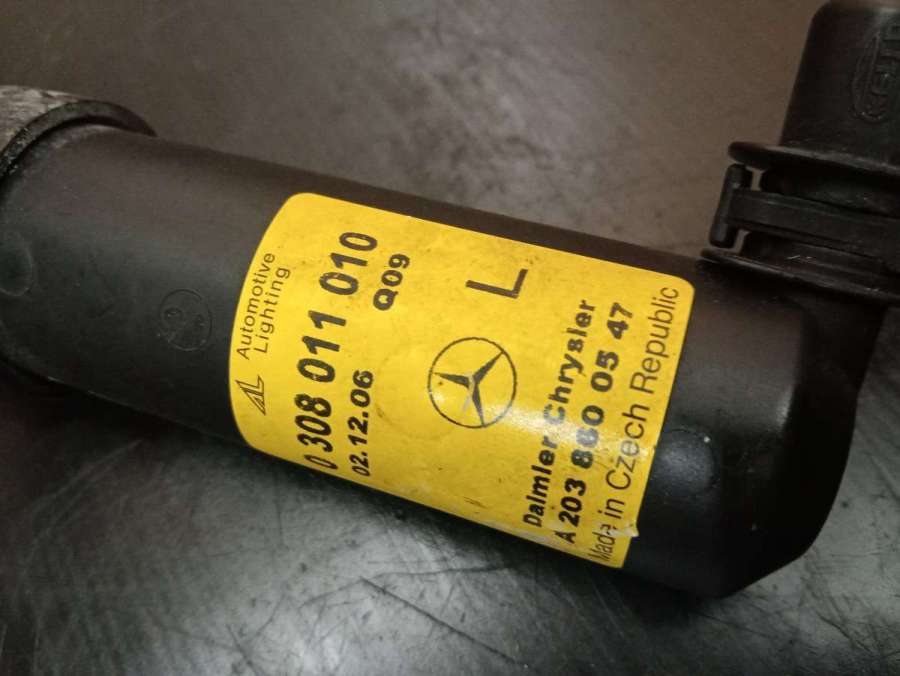 Automotive
Lighting
0 308 011 010
02.12.06 Q09
L
Daimler Chrysler
A 203 860 05 47
Made in Czech Republic